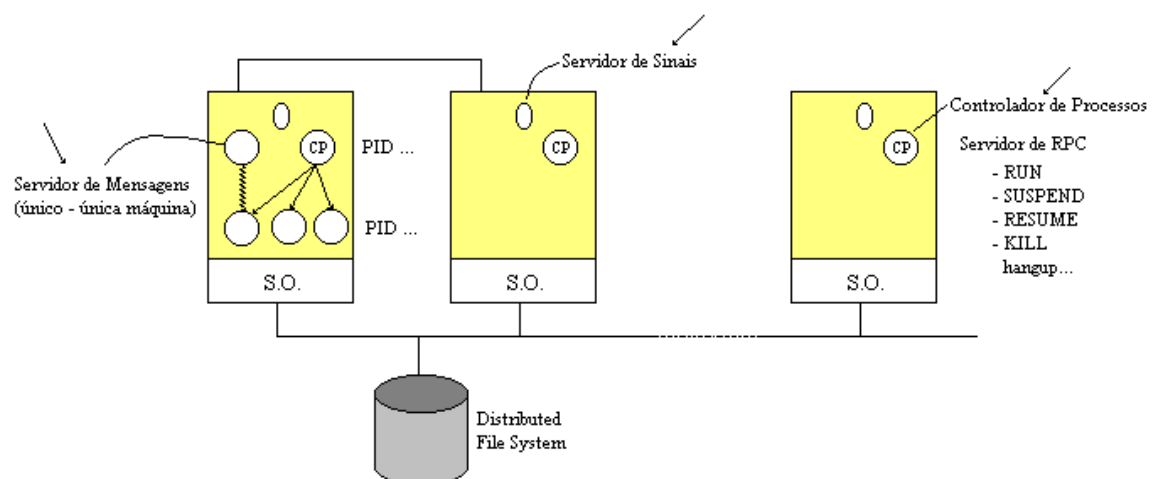 Servidor de Sinais
Controlador de Processos
CP
PID ...
CP
CP
Servidor de RPC
- RUN
- SUSPEND
- RESUME
- KILL
hangup...
Servidor de Mensagens
(único - única máquina)
PID ...
S.O.
S.O.
S.O.
Distributed
File System